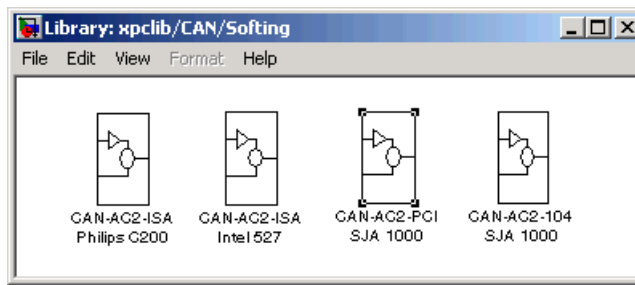 Library: xpclib/CAN/Softing
File Edit View Format Help
CAN-AC2-ISA CAN-AC2-ISA CAN-AC2-PCI CAN-AC2-104
Philips C200 Intel 527 SJA 1000 SJA 1000